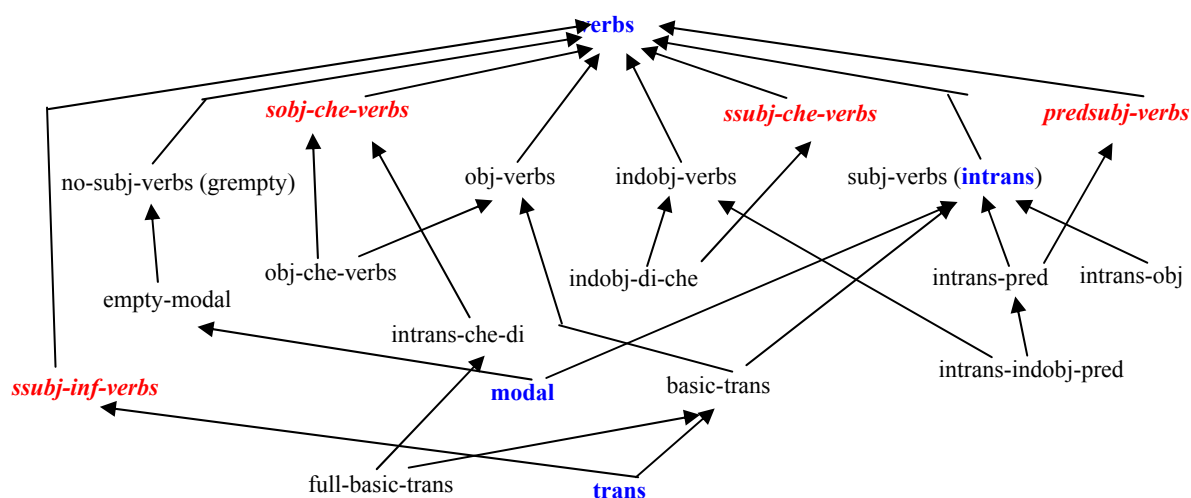 verbs
sobj-che-verbs
ssubj-che-verbs
predsubj-verbs
no-subj-verbs (grempty)
obj-verbs
indobj-verbs
subj-verbs (intrans)
obj-che-verbs
indobj-di-che
intrans-pred
intrans-obj
empty-modal
intrans-che-di
intrans-indobj-pred
ssubj-inf-verbs
modal
basic-trans
full-basic-trans
trans